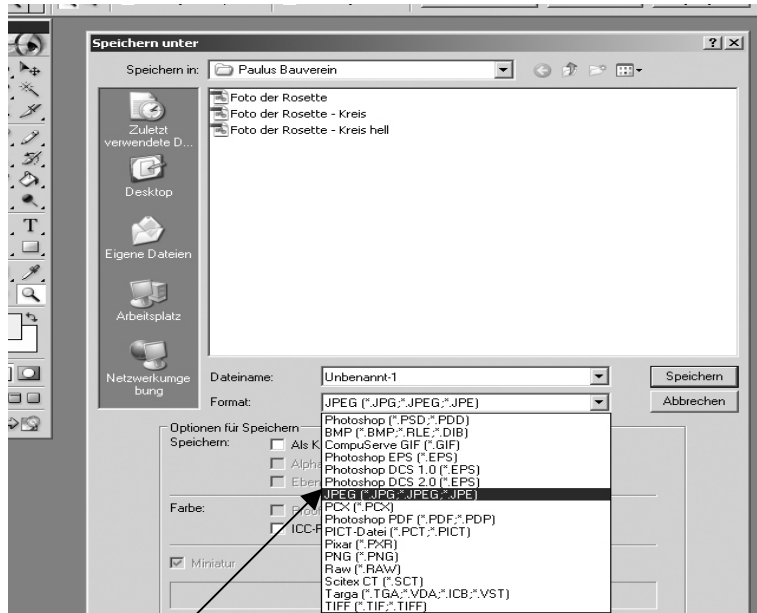 Speichern unter
Speichern in: Paulus Bauverein
Foto der Rosette
Foto der Rosette - Kreis
Foto der Rosette - Kreis hell
Zuletzt
verwendete D...
Desktop
Eigene Dateien
Arbeitsplatz
Netzwerkumge
bung
Dateiname: Unbenannt-1 Speichern
Format: JPEG (*.JPG;*.JPEG;*.JPE) Abbrechen
Optionen für Speichern
Speichern: Als K
Alpha
Eben
Farbe:
ICC-P
Miniatur
Photoshop (*.PSD;*.PDD)
BMP (*.BMP;*.RLE;*.DIB)
CompuServe GIF (*.GIF)
Photoshop EPS (*.EPS)
Photoshop DCS 1.0 (*.EPS)
Photoshop DCS 2.0 (*.EPS)
JPEG (*.JPG;*.JPEG;*.JPE)
PCX (*.PCX)
Photoshop PDF (*.PDF;*.PDP)
PICT-Datei (*.PCT;*.PICT)
Pixar (*.PXR)
PNG (*.PNG)
Raw (*.RAW)
Scitex CT (*.SCT)
Targa (*.TGA;*.VDA;*.ICB;*.VST)
TIFF (*.TIF;*.TIFF)